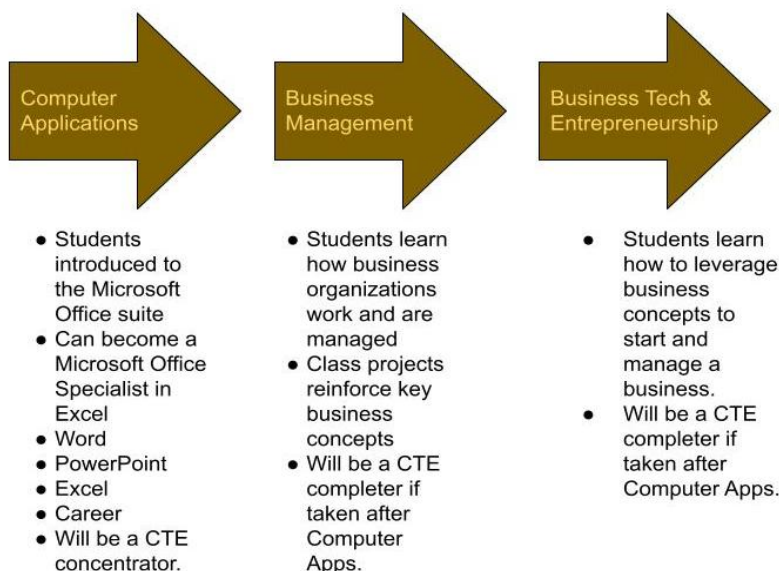 Computer
Applications
● Students
introduced to
the Microsoft
Office suite
● Can become a
Microsoft Office
Specialist in
Excel
● Word
● PowerPoint
● Excel
● Career
● Will be a CTE
concentrator.
Business
Management
● Students learn
how business
organizations
work and are
managed
● Class projects
reinforce key
business
concepts
● Will be a CTE
completer if
taken after
Computer
Apps.
Business Tech &
Entrepreneurship
● Students learn
how to leverage
business
concepts to
start and
manage a
business.
● Will be a CTE
completer if
taken after
Computer Apps.